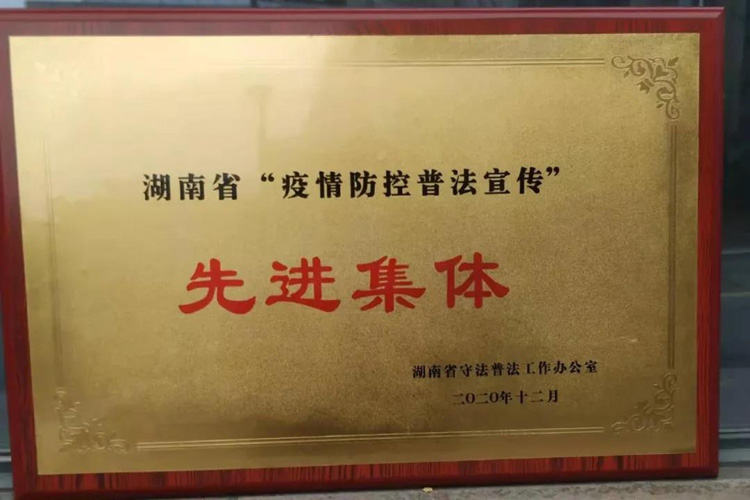 湖南省“疫情防控普法宣传”
先进集体
湖南省守法普法工作办公室
二〇二〇年十二月